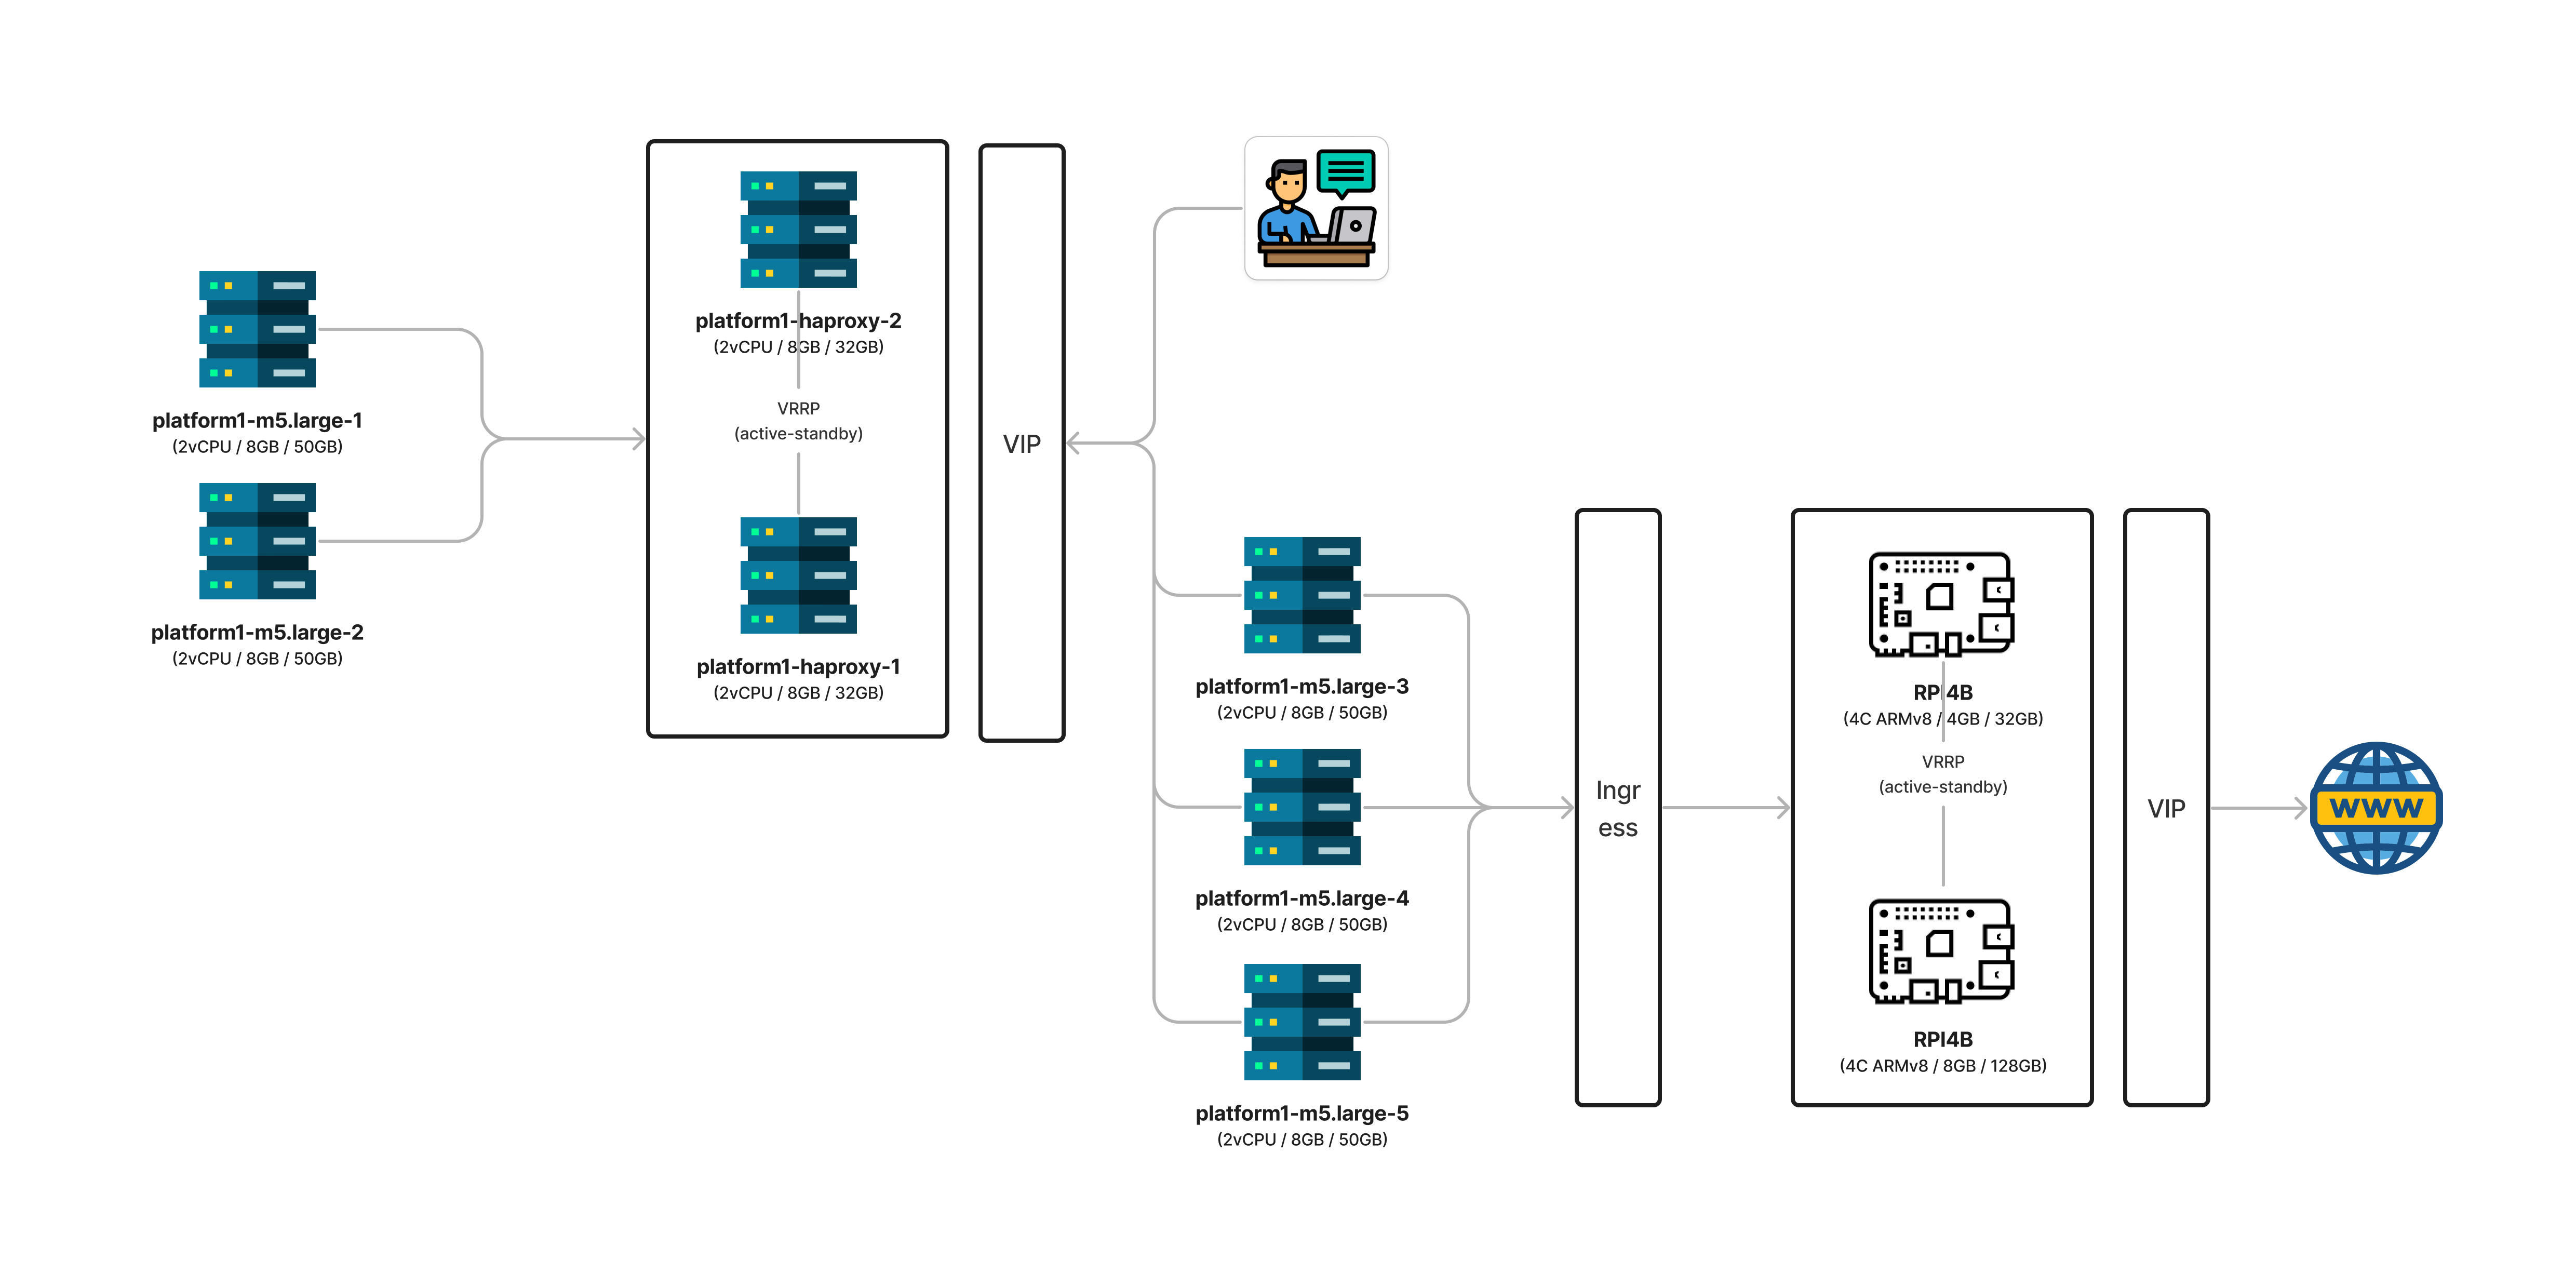 platform1-m5.large-1
(2vCPU / 8GB / 50GB)
platform1-m5.large-2
(2vCPU / 8GB / 50GB)
platform1-haproxy-2
(2vCPU / 8GB / 32GB)
VRRP
(active-standby)
platform1-haproxy-1
(2vCPU / 8GB / 32GB)
VIP
platform1-m5.large-3
(2vCPU / 8GB / 50GB)
platform1-m5.large-4
(2vCPU / 8GB / 50GB)
platform1-m5.large-5
(2vCPU / 8GB / 50GB)
Ingr
ess
RPI4B
(4C ARMv8 / 4GB / 32GB)
VRRP
(active-standby)
RPI4B
(4C ARMv8 / 8GB / 128GB)
VIP
WWW